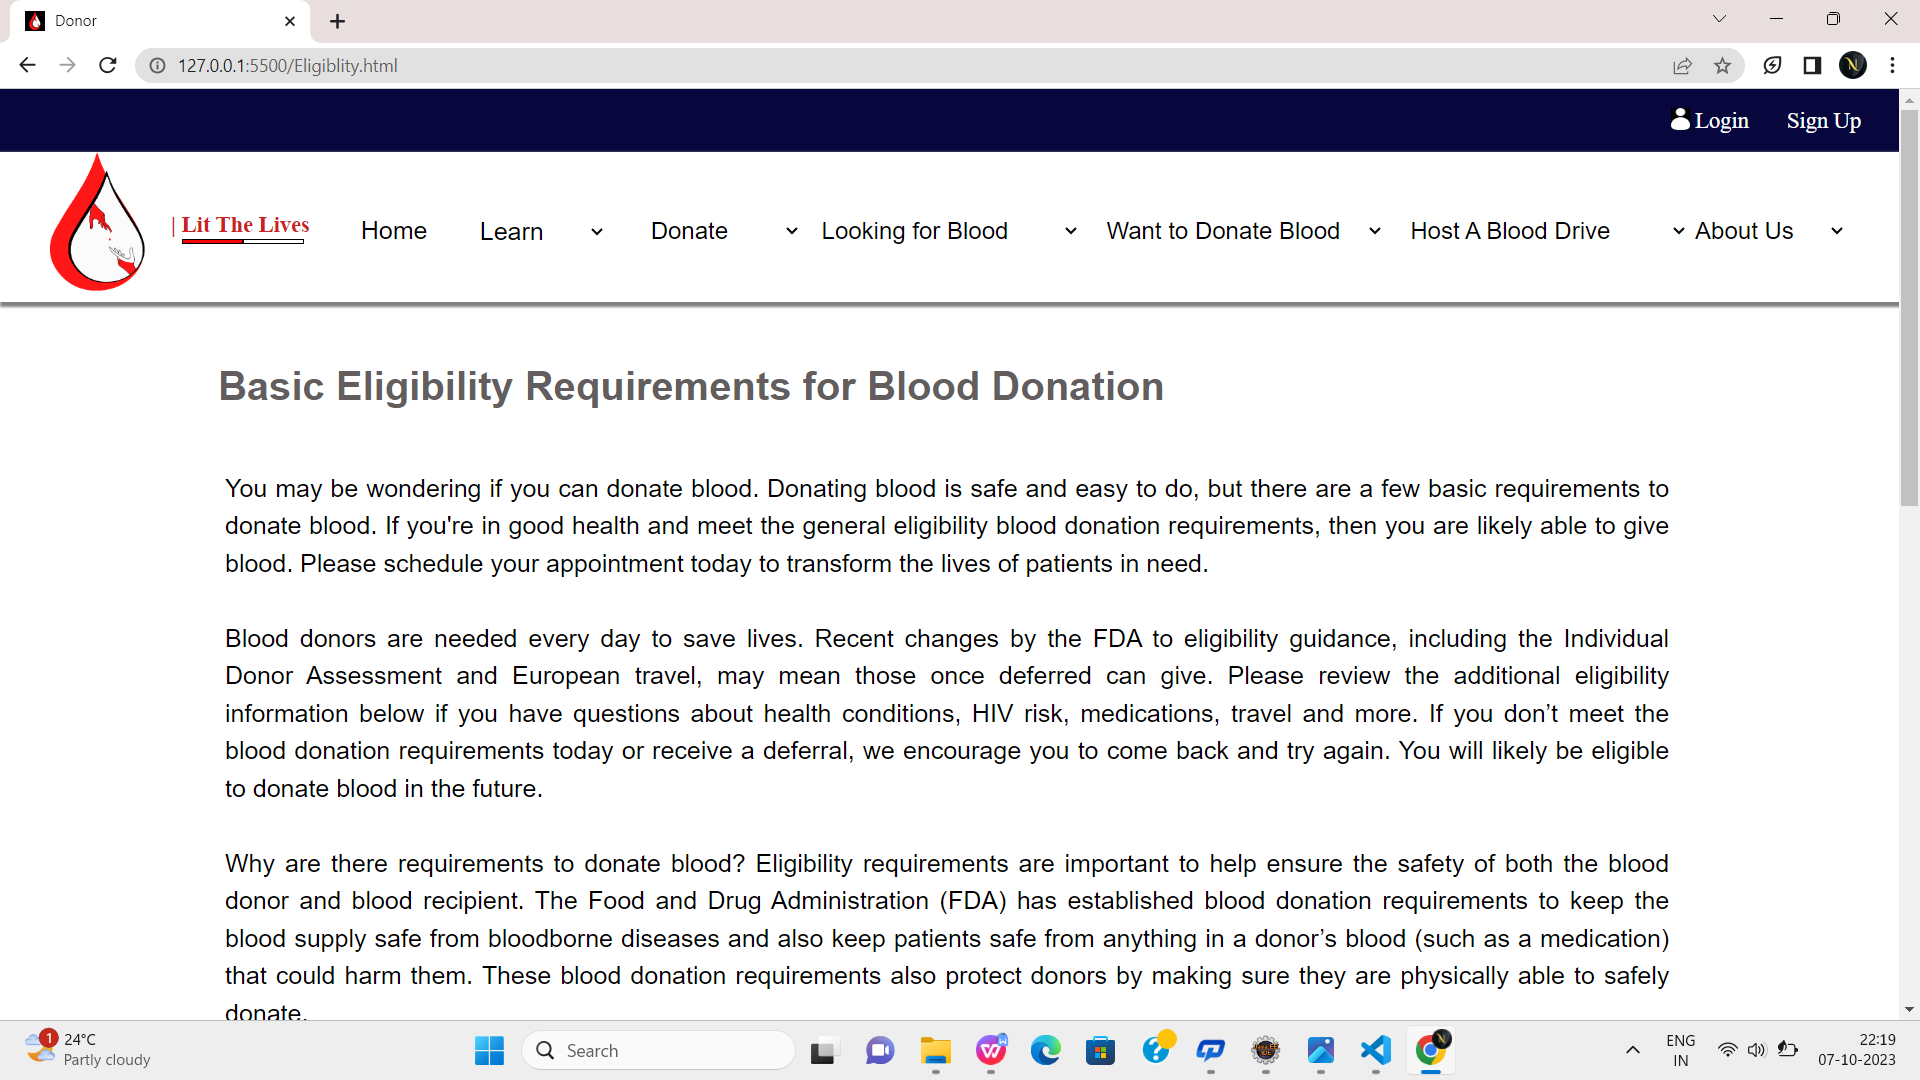 Donor
127.0.0.1:5500/Eligiblity.html
Login Sign Up
| Lit The Lives Home Learn Donate Looking for Blood Want to Donate Blood Host A Blood Drive About Us
Basic Eligibility Requirements for Blood Donation
You may be wondering if you can donate blood. Donating blood is safe and easy to do, but there are a few basic requirements to
donate blood. If you're in good health and meet the general eligibility blood donation requirements, then you are likely able to give
blood. Please schedule your appointment today to transform the lives of patients in need.
Blood donors are needed every day to save lives. Recent changes by the FDA to eligibility guidance, including the Individual
Donor Assessment and European travel, may mean those once deferred can give. Please review the additional eligibility
information below if you have questions about health conditions, HIV risk, medications, travel and more. If you don’t meet the
blood donation requirements today or receive a deferral, we encourage you to come back and try again. You will likely be eligible
to donate blood in the future.
Why are there requirements to donate blood? Eligibility requirements are important to help ensure the safety of both the blood
donor and blood recipient. The Food and Drug Administration (FDA) has established blood donation requirements to keep the
blood supply safe from bloodborne diseases and also keep patients safe from anything in a donor’s blood (such as a medication)
that could harm them. These blood donation requirements also protect donors by making sure they are physically able to safely
donate.
1 24°C
Partly cloudy
Search
ENG
IN
22:19
07-10-2023